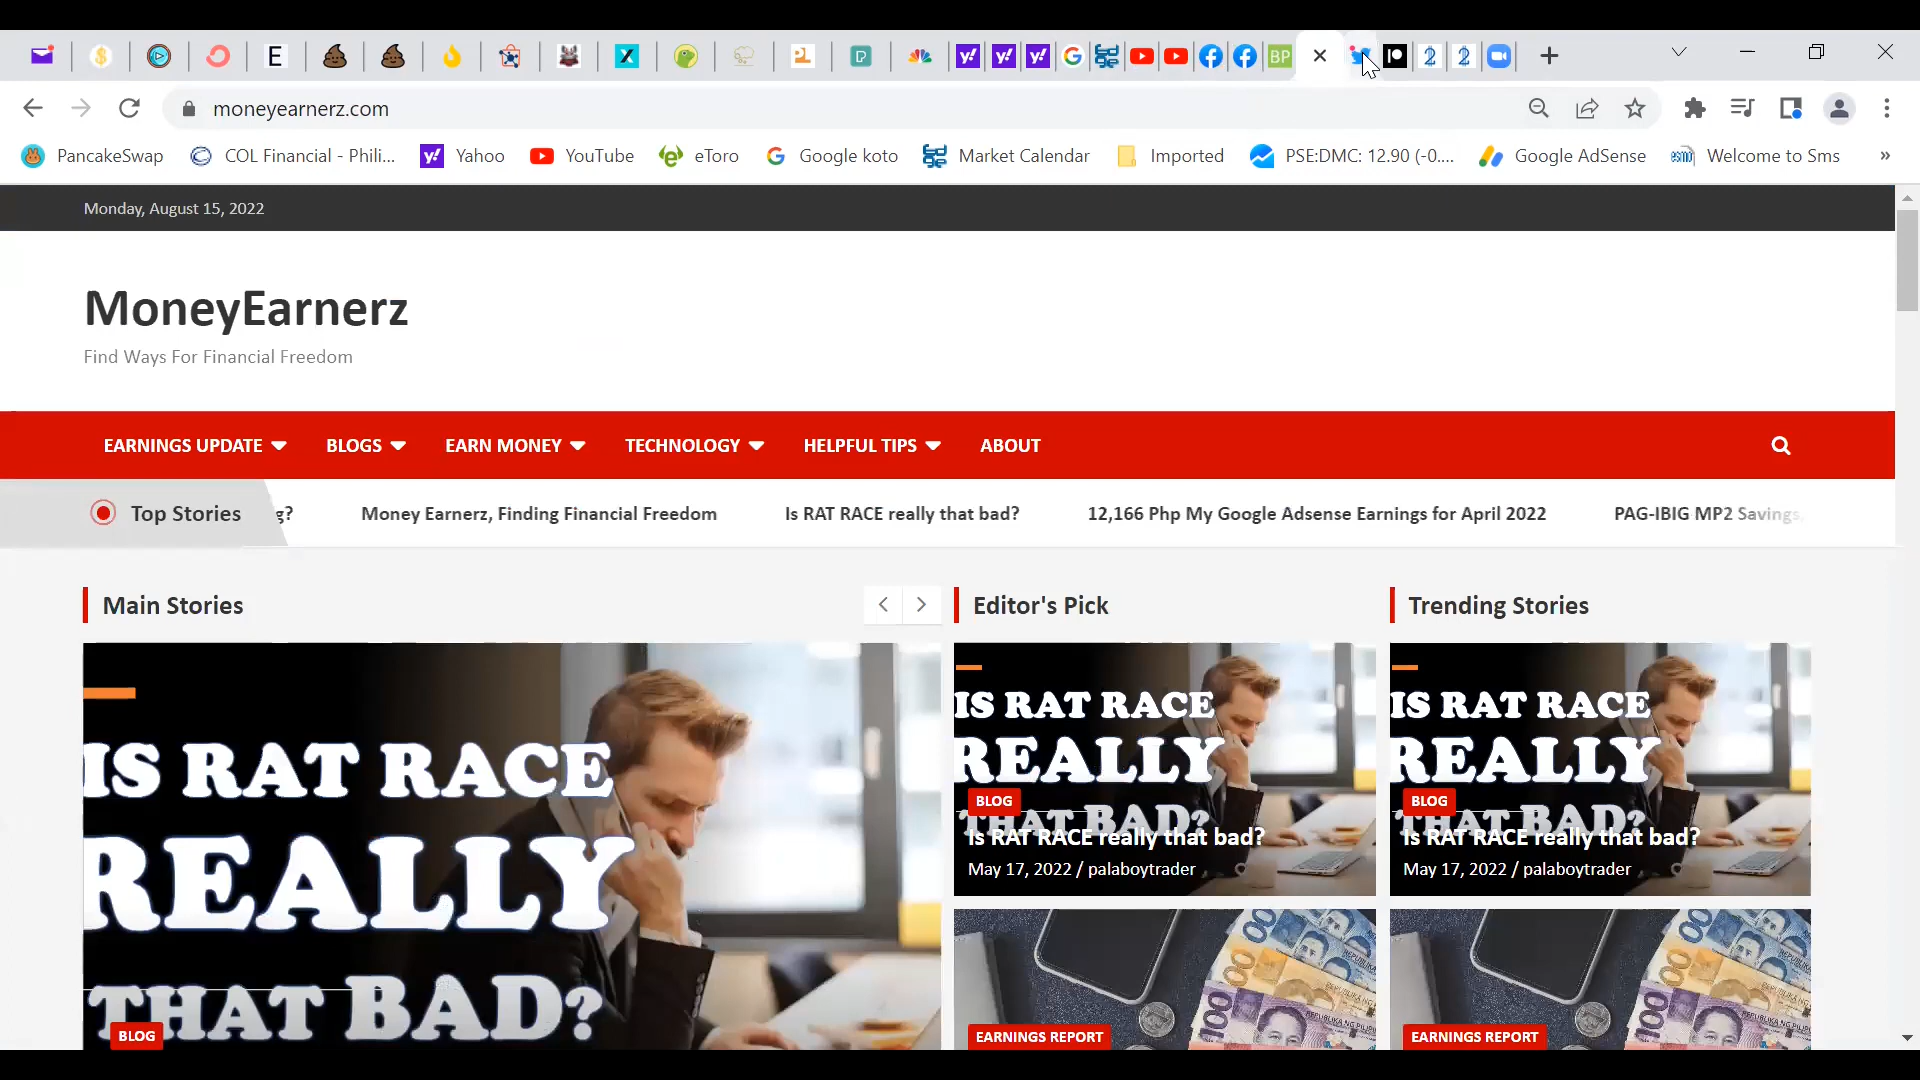 E
BP
moneyearnerz.com
PancakeSwap
COL Financial - Phili...
Yahoo
YouTube
eToro
Google koto
Market Calendar
Imported
PSE:DMC: 12.90 (-0....
Google AdSense
Welcome to Sms
»
Monday, August 15, 2022
MoneyEarnerz
Find Ways For Financial Freedom
EARNINGS UPDATE
BLOGS
EARN MONEY
TECHNOLOGY
HELPFUL TIPS
ABOUT
Top Stories
g?
Money Earnerz, Finding Financial Freedom
Is RAT RACE really that bad?
12,166 Php My Google Adsense Earnings for April 2022
PAG-IBIG MP2 Savings,
Main Stories
IS RAT RACE
REALLY
THAT BAD?
BLOG
Editor's Pick
IS RAT RACE
REALLY
THAT BAD?
BLOG
Is RAT RACE really that bad?
May 17, 2022 / palaboytrader
EARNINGS REPORT
Trending Stories
IS RAT RACE
REALLY
THAT BAD?
BLOG
Is RAT RACE really that bad?
May 17, 2022 / palaboytrader
EARNINGS REPORT